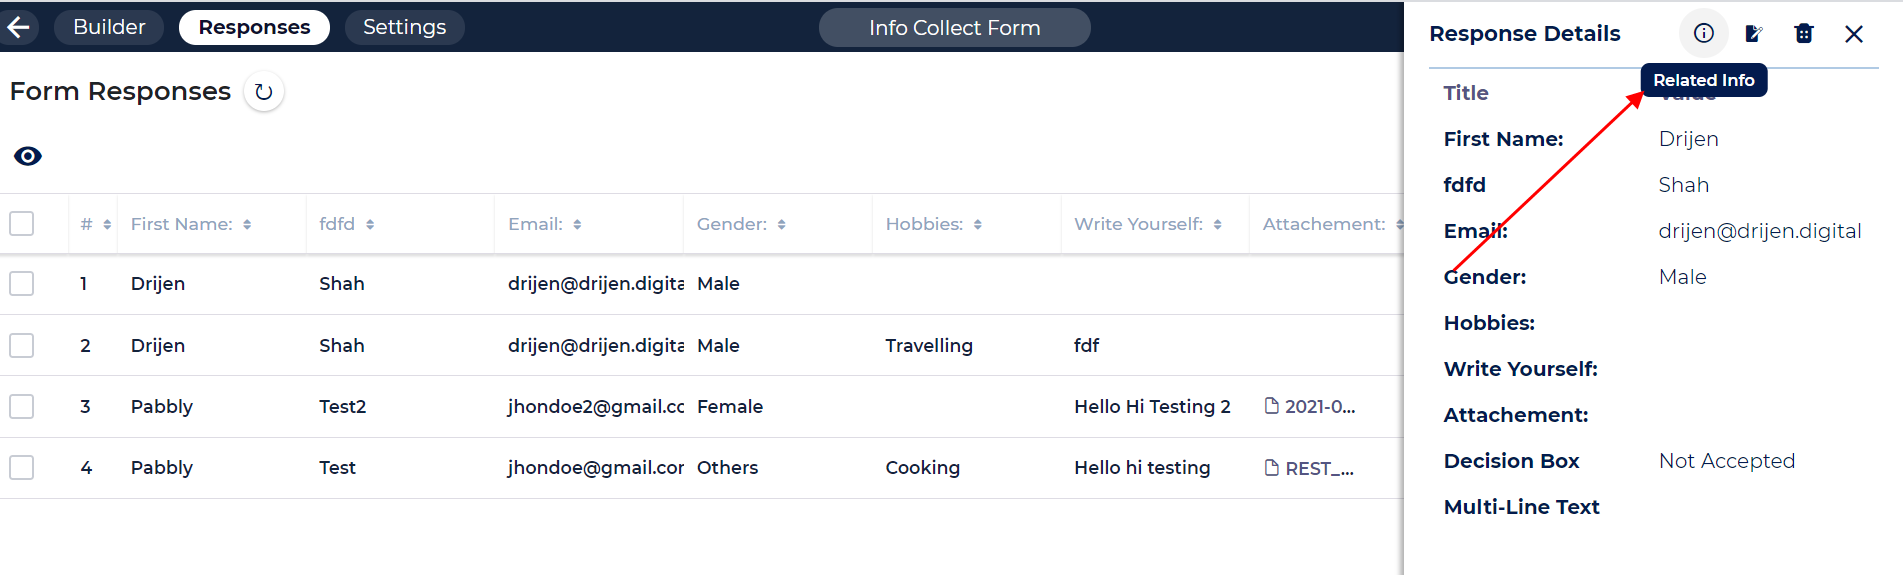 Builder Responses Settings Info Collect Form
Form Responses
# First Name: fdfd Email: Gender: Hobbies: Write Yourself: Attachement:
1 Drijen Shah drijen@drijen.digita Male
2 Drijen Shah drijen@drijen.digita Male Travelling fdf
3 Pabbly Test2 jhondoe2@gmail.cc Female Hello Hi Testing 2 2021-0...
4 Pabbly Test jhondoe@gmail.cor Others Cooking Hello hi testing REST_...
Response Details
Related Info
Title Value
First Name: Drijen
fdfd Shah
Email: drijen@drijen.digital
Gender: Male
Hobbies:
Write Yourself:
Attachement:
Decision Box Not Accepted
Multi-Line Text